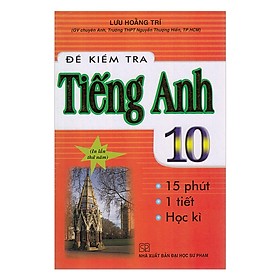 LƯU HOẰNG TRÍ
(GV chuyên Anh, Trường THPT Nguyễn Thượng Hiền, TP.HCM)
ĐỀ KIỂM TRA
Tiếng Anh
10
(In lần
thứ năm)
• 15 phút
• 1 tiết
• Học kì
NHÀ XUẤT BẢN ĐẠI HỌC SƯ PHẠM